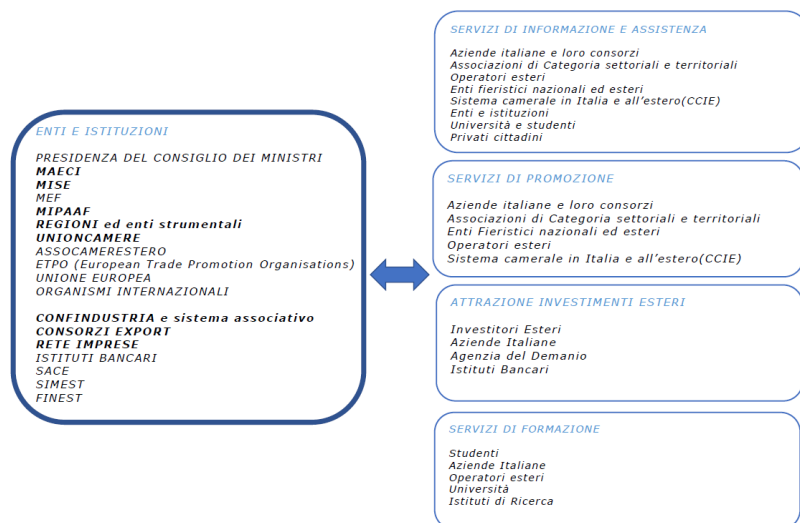 ENTI E ISTITUZIONI
PRESIDENZA DEL CONSIGLIO DEI MINISTRI
MAECI
MISE
MEF
MIPAAF
REGIONI ed enti strumentali
UNIONCAMERE
ASSOCAMERESTERO
ETPO (European Trade Promotion Organisations)
UNIONE EUROPEA
ORGANISMI INTERNAZIONALI
CONFINDUSTRIA e sistema associativo
CONSORZI EXPORT
RETE IMPRESE
ISTITUTI BANCARI
SACE
SIMEST
FINEST
SERVIZI DI INFORMAZIONE E ASSISTENZA
Aziende italiane e loro consorzi
Associazioni di Categoria settoriali e territoriali
Operatori esteri
Enti fieristici nazionali ed esteri
Sistema camerale in Italia e all'estero(CCIE)
Enti e istituzioni
Università e studenti
Privati cittadini
SERVIZI DI PROMOZIONE
Aziende italiane e loro consorzi
Associazioni di Categoria settoriali e territoriali
Enti Fieristici nazionali ed esteri
Operatori esteri
Sistema camerale in Italia e all'estero(CCIE)
ATTRAZIONE INVESTIMENTI ESTERI
Investitori Esteri
Aziende Italiane
Agenzia del Demanio
Istituti Bancari
SERVIZI DI FORMAZIONE
Studenti
Aziende Italiane
Operatori esteri
Università
Istituti di Ricerca